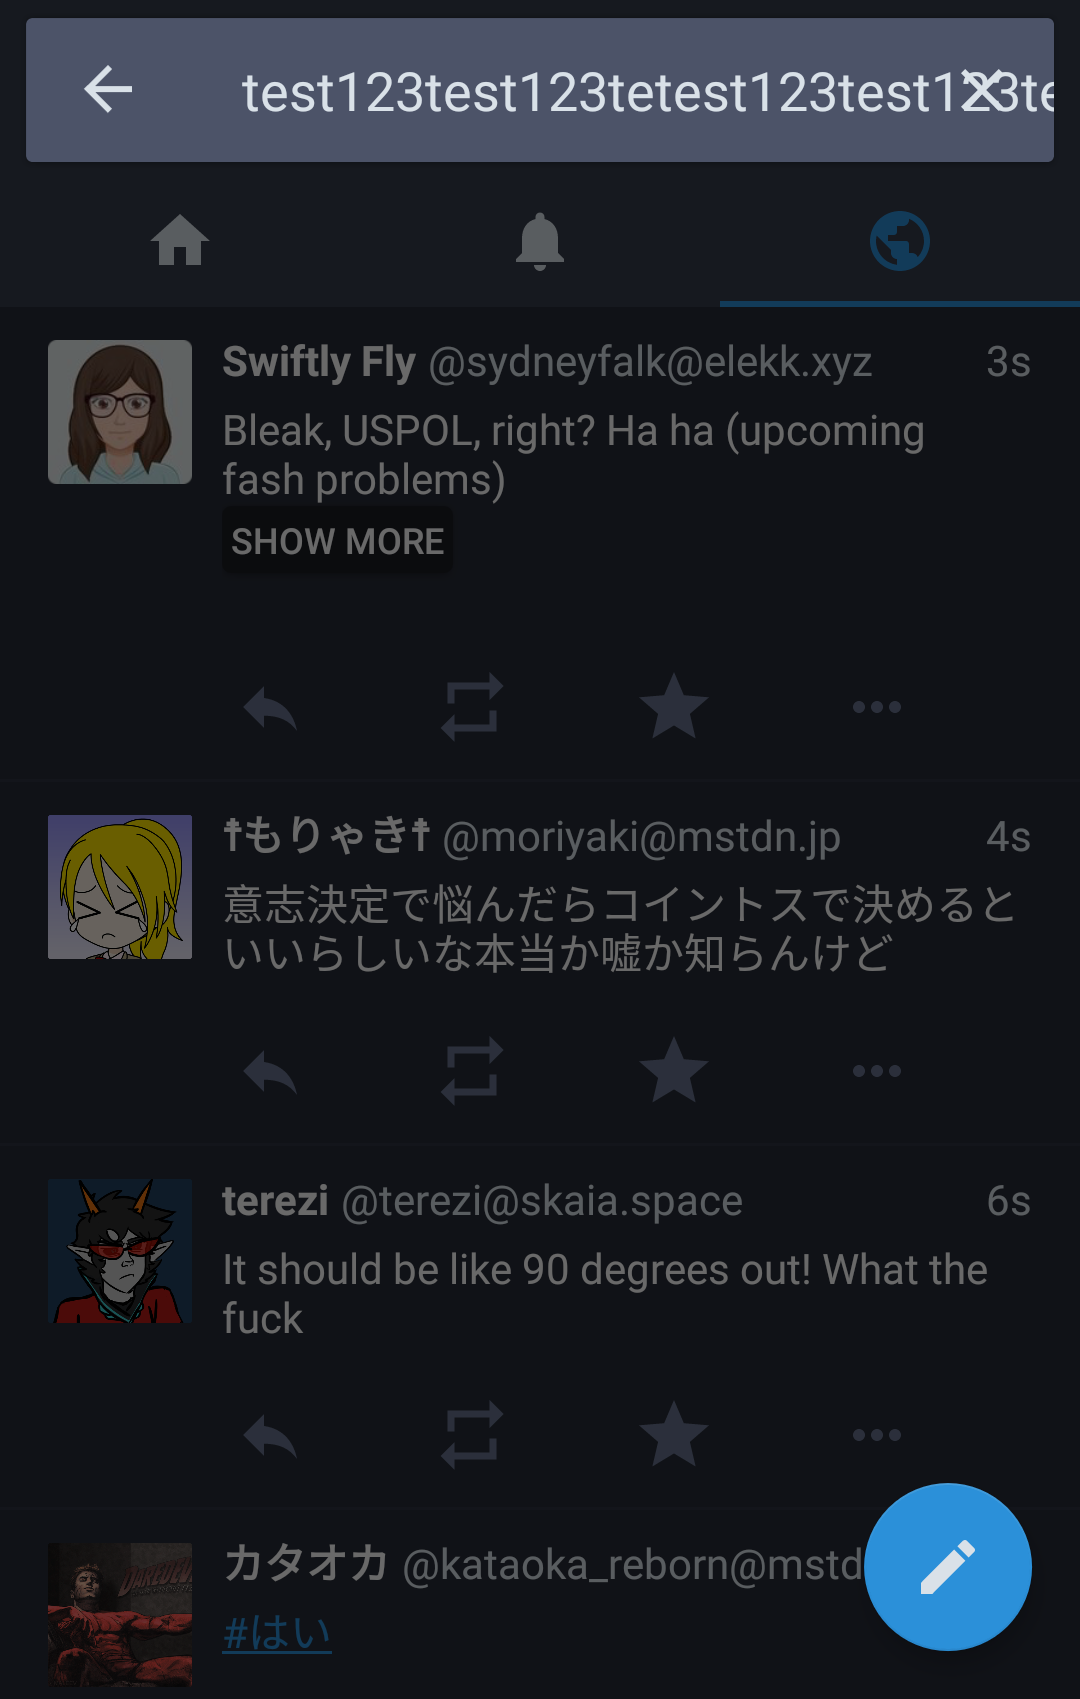 test123test123tetest123test123te
Swiftly Fly @sydneyfalk@elekk.xyz 3s
Bleak, USPOL, right? Ha ha (upcoming
fash problems)
SHOW MORE
☨もりゃき☨ @moriyaki@mstdn.jp 4s
意志決定で悩んだらコイントスで決めると
いいらしいな本当か嘘か知らんけど
terezi @terezi@skaia.space 6s
It should be like 90 degrees out! What the
fuck
カタオカ @kataoka_reborn@mstd
#はい